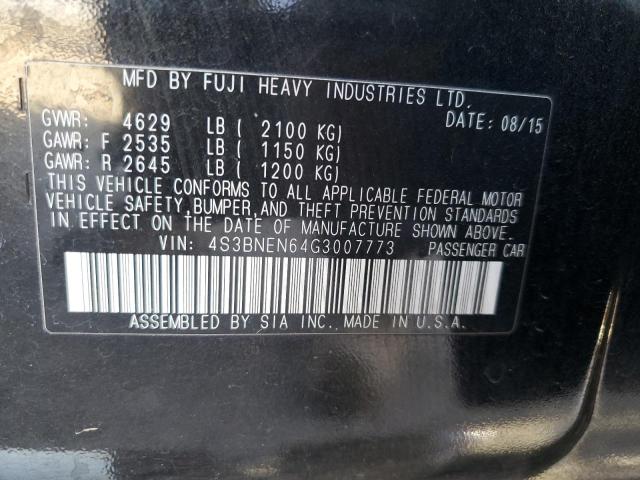 MFD BY FUJI HEAVY INDUSTRIES LTD.
GVWR: 4629 LB ( 2100 KG) DATE: 08/15
GAWR: F 2535 LB ( 1150 KG)
GAWR: R 2645 LB ( 1200 KG)
THIS VEHICLE CONFORMS TO ALL APPLICABLE FEDERAL MOTOR
VEHICLE SAFETY, BUMPER, AND THEFT PREVENTION STANDARDS
IN EFFECT ON THE DATE OF MANUFACTURE SHOWN ABOVE.
VIN: 4S3BNEN64G3007773 PASSENGER CAR
ASSEMBLED BY SIA INC. MADE IN U.S.A.